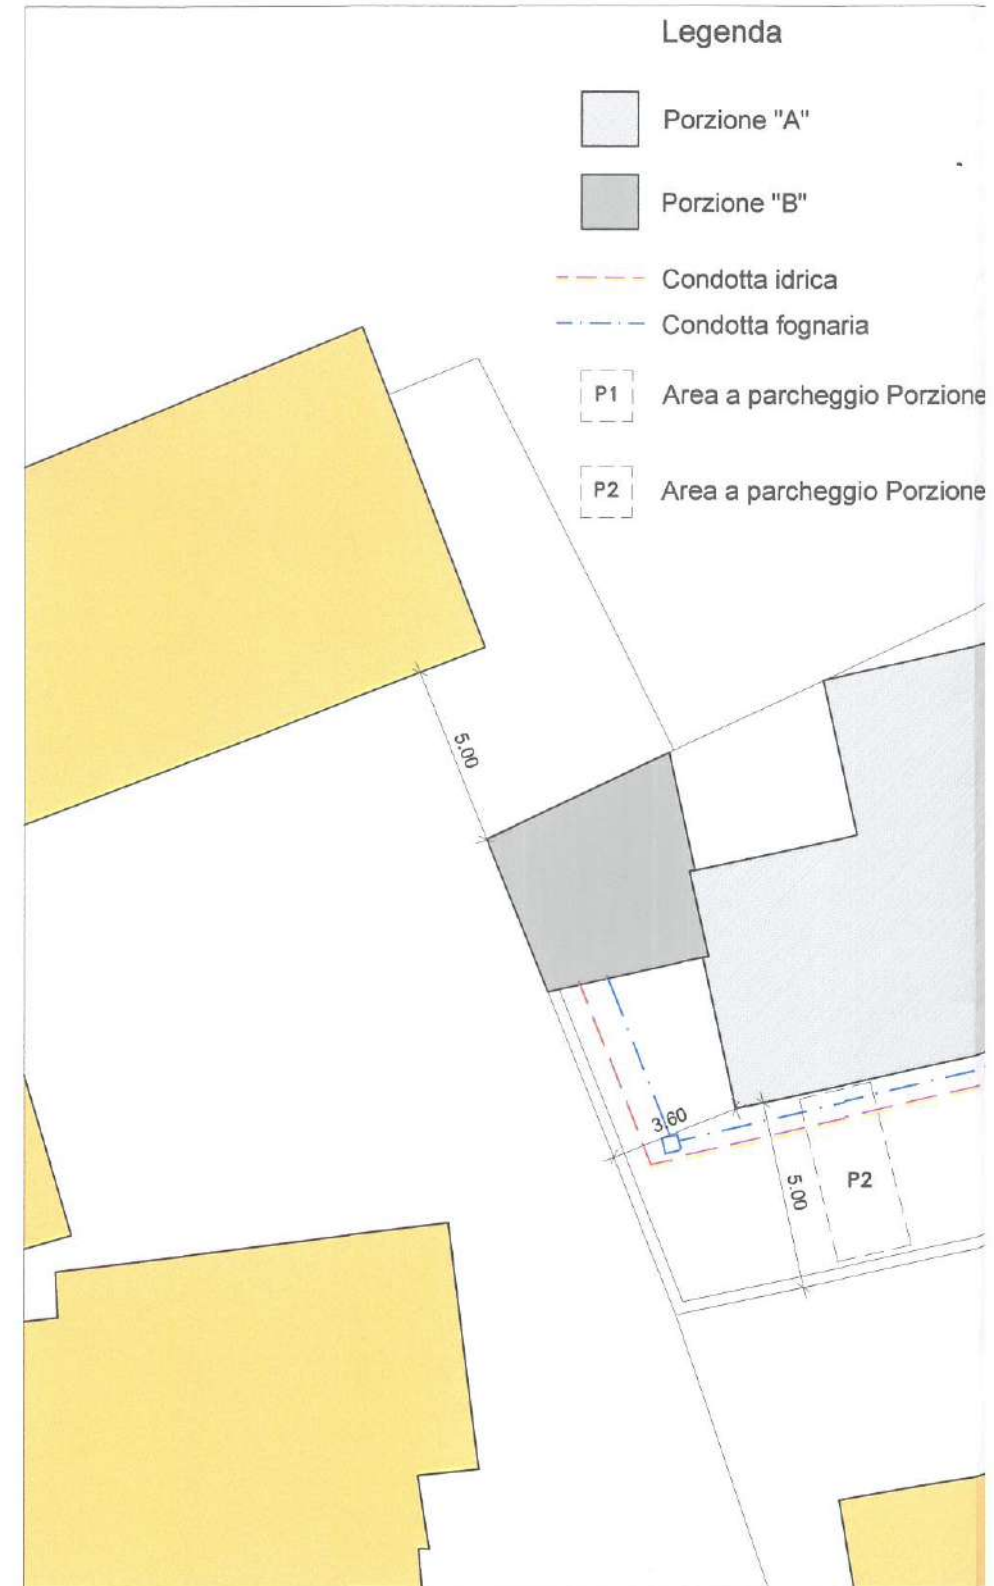 Legenda
Porzione "A"
Porzione "B"
Condotta idrica
Condotta fognaria
P1 Area a parcheggio Porzione
P2 Area a parcheggio Porzione
5.00
3.60
5.00
P2